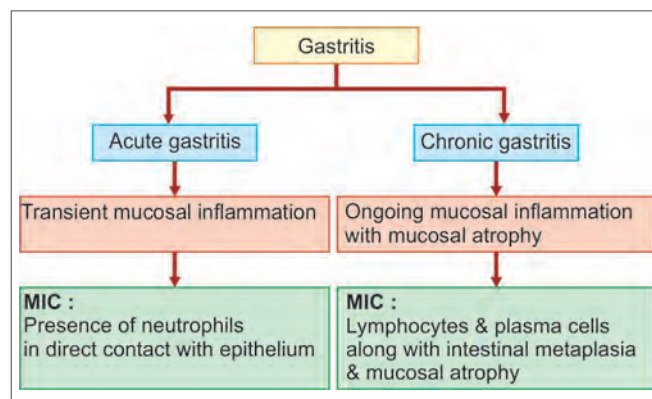 Gastritis
Acute gastritis
Chronic gastritis
Transient mucosal inflammation
Ongoing mucosal inflammation
with mucosal atrophy
MIC :
Presence of neutrophils
in direct contact with epithelium
MIC :
Lymphocytes & plasma cells
along with intestinal metaplasia
& mucosal atrophy